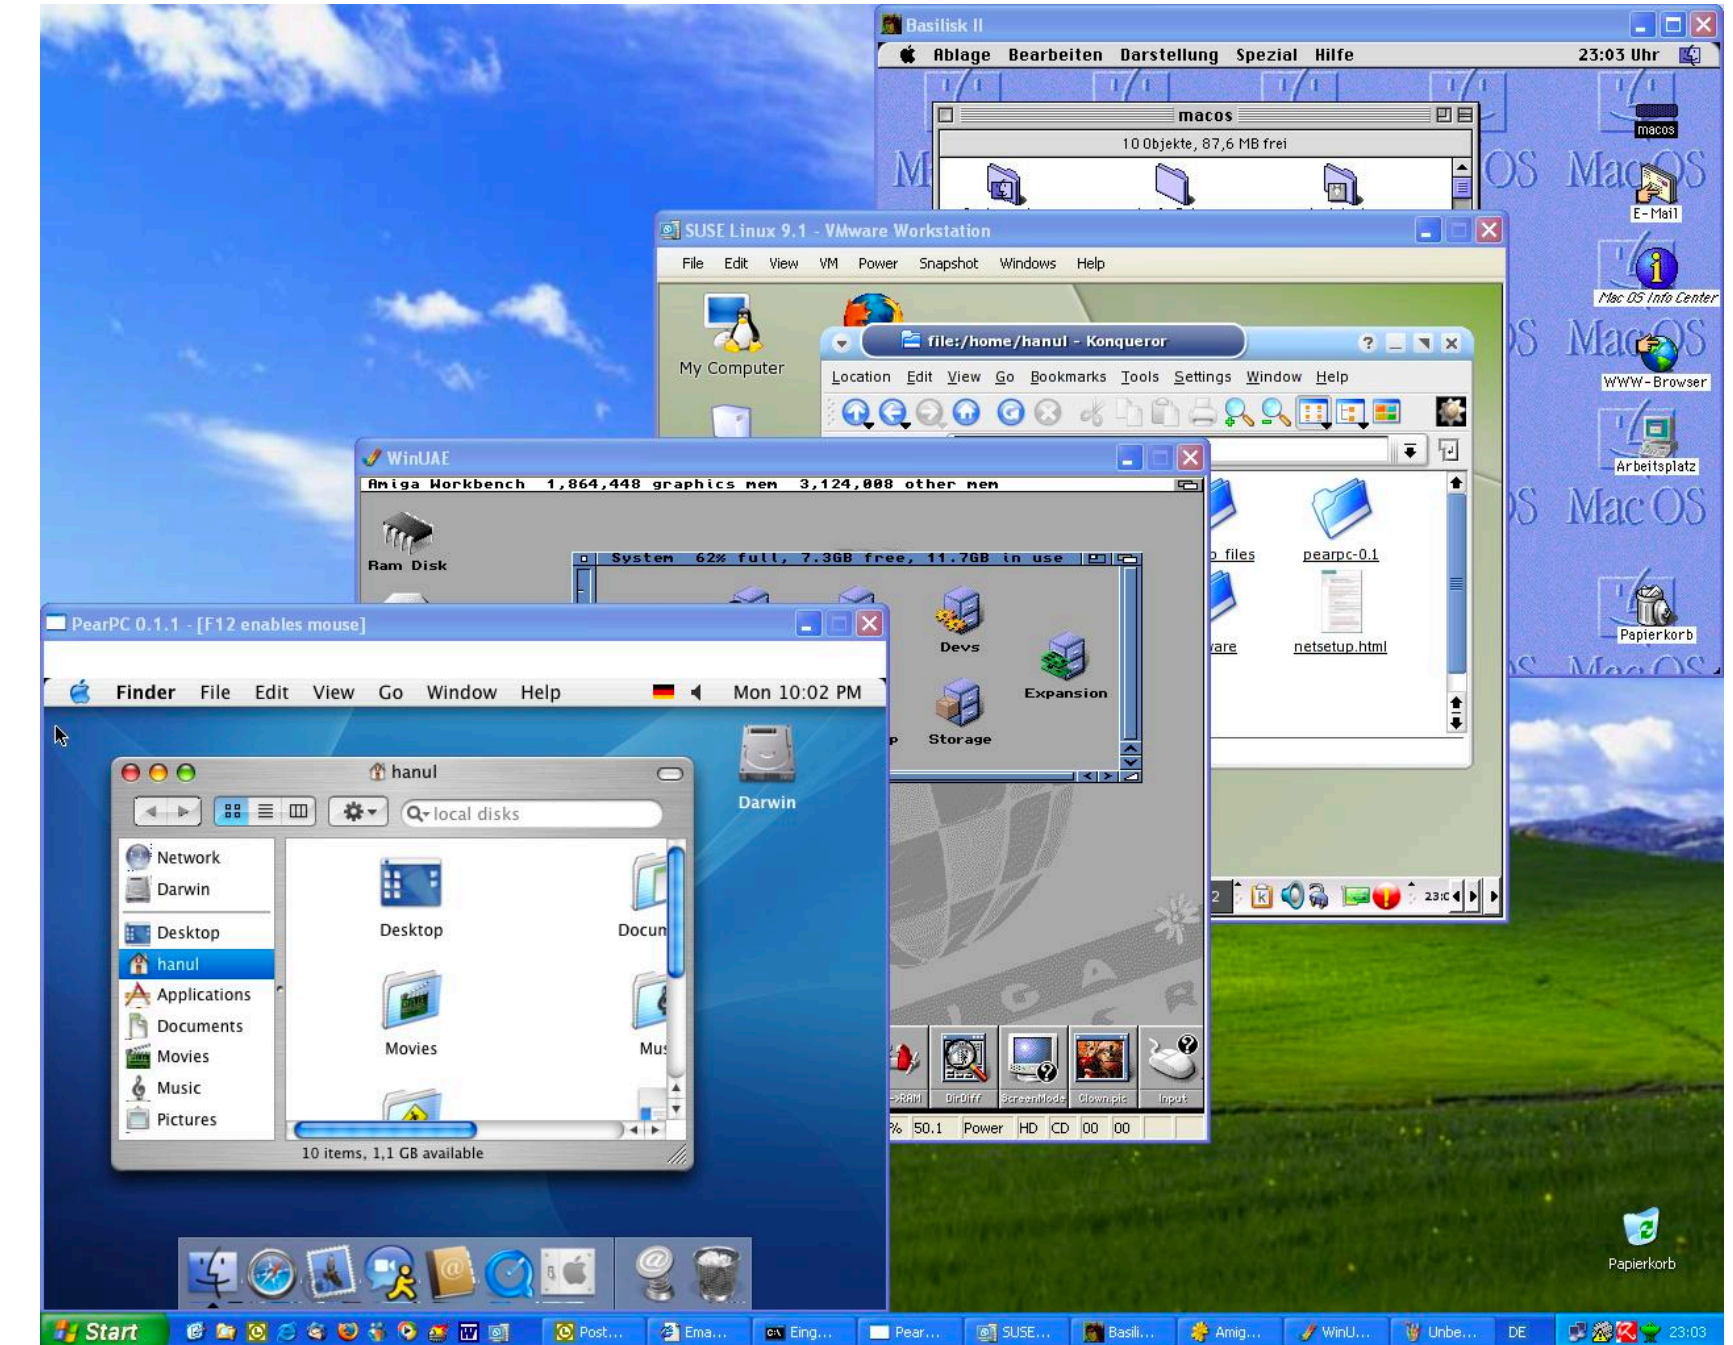 Basilisk II
Ablage Bearbeiten Darstellung Spezial Hilfe 23:03 Uhr
macos
10 Objekte, 87,6 MB frei
macos
E-Mail
Mac OS Info Center
WWW-Browser
Arbeitsplatz
Mac OS
Papierkorb
SUSE Linux 9.1 - VMware Workstation
File Edit View VM Power Snapshot Windows Help
My Computer
file:/home/hanul - Konqueror
Location Edit View Go Bookmarks Tools Settings Window Help
files pearpc-0.1
netsetup.html
WinUAE
Amiga Workbench 1,864,448 graphics mem 3,124,008 other mem
Ram Disk
System 62% full, 7.3GB free, 11.7GB in use
Devs
Expansion
Storage
->RAM DirDiff ScreenMode Clown.pic Input
% 50.1 Power HD CD 00 00
PearPC 0.1.1 - [F12 enables mouse]
Finder File Edit View Go Window Help Mon 10:02 PM
hanul
local disks
Darwin
Network
Darwin
Desktop
hanul
Applications
Documents
Movies
Music
Pictures
Desktop
Docum
Movies
Mus
10 items, 1,1 GB available
Papierkorb
Start Post... Ema... Eing... Pear... SUSE... Basili... Amig... WinU... Unbe... DE 23:03